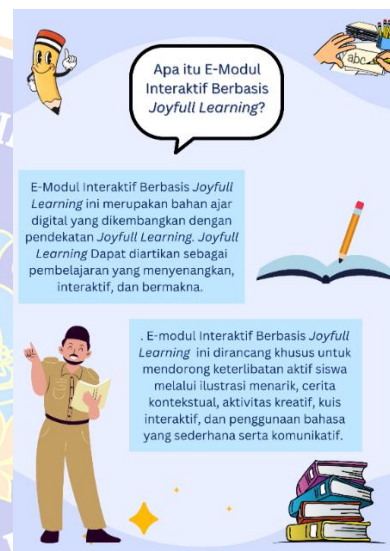 Apa itu E-Modul
Interaktif Berbasis
Joyfull Learning?
abc
E-Modul Interaktif Berbasis Joyfull
Learning ini merupakan bahan ajar
digital yang dikembangkan dengan
pendekatan Joyfull Learning. Joyfull
Learning Dapat diartikan sebagai
pembelajaran yang menyenangkan,
interaktif, dan bermakna.
. E-modul Interaktif Berbasis Joyfull
Learning ini dirancang khusus untuk
mendorong keterlibatan aktif siswa
melalui ilustrasi menarik, cerita
kontekstual, aktivitas kreatif, kuis
interaktif, dan penggunaan bahasa
yang sederhana serta komunikatif.